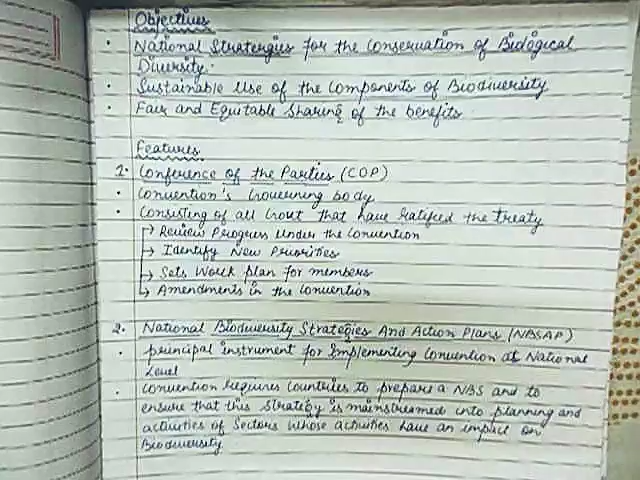 Objectives
• National Stratergies for the Conservation of Biological
Diversity.
• Sustainable Use of the Components of Biodiversity
• Fair and Equitable Sharing of the benefits
Features
1. Conference of the Parties (COP)
• Convention's Governing body
• Consisting of all Govt that have ratified the treaty
→ Review Progress Under the Convention
→ Identify New Priorities
→ Sets Work plan for members
→ Amendments in the Convention
2. National Biodiversity Strategies And Action Plans (NBSAP)
• principal instrument for Implementing Convention at National
Level
• Convention requires Countries to prepare a NBS and to
ensure that this Strategy is mainstreamed into planning and
activities of Sectors whose activities have an impact on
Biodiversity